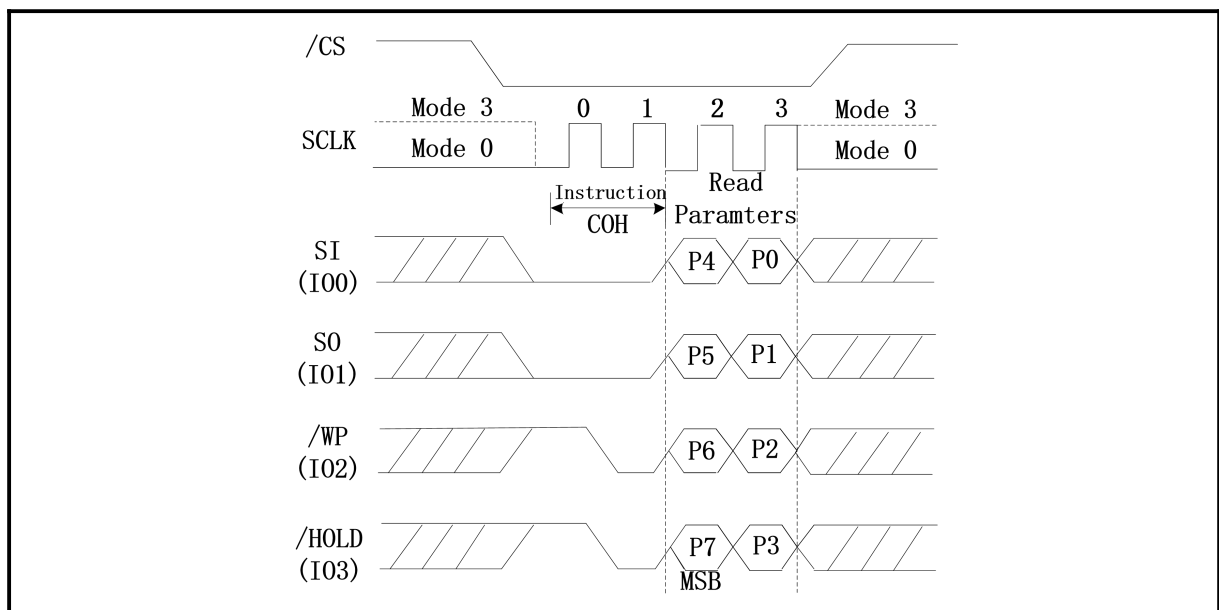 /CS
Mode 3 0 1 2 3 Mode 3
SCLK Mode 0 Mode 0
Instruction Read
COH Paramters
SI P4 P0
(IO0)
SO P5 P1
(IO1)
/WP P6 P2
(IO2)
/HOLD P7 P3
(IO3) MSB